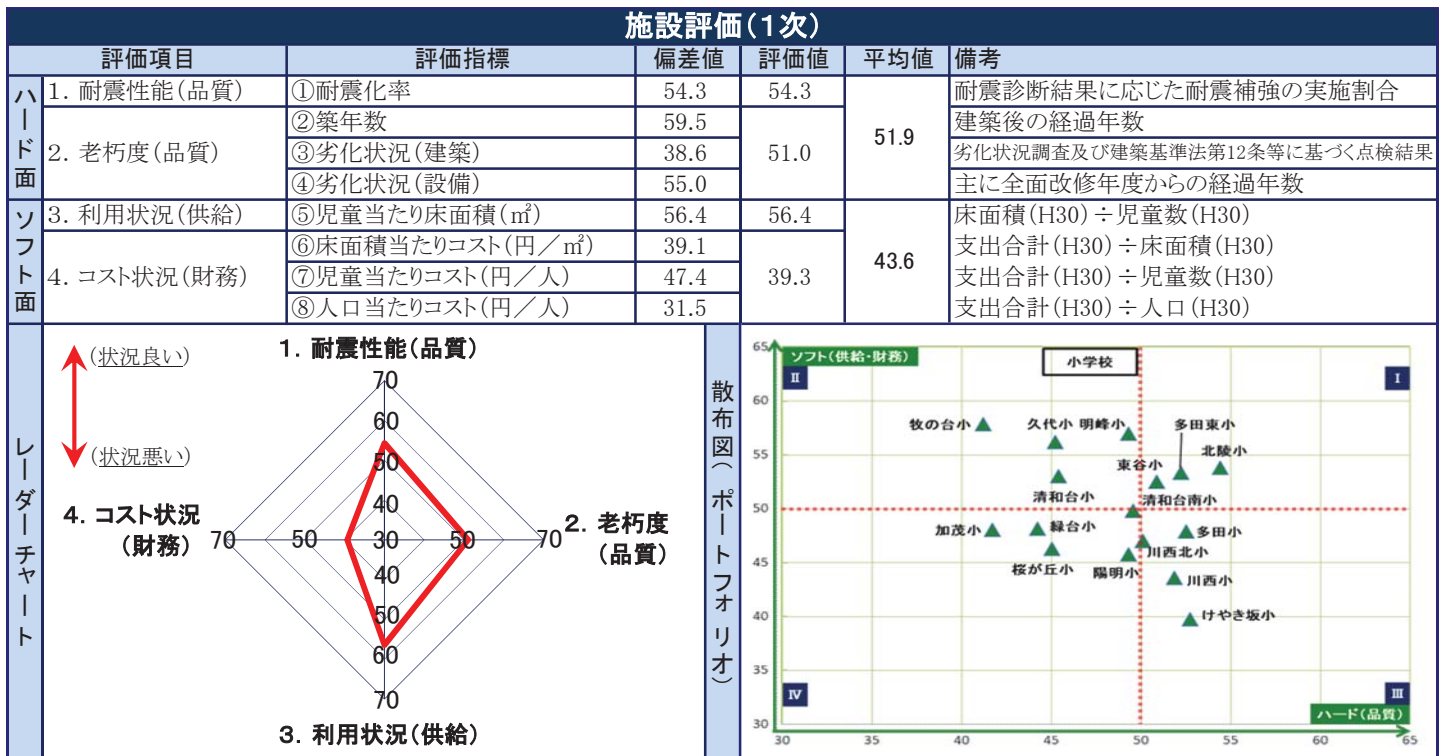 施設評価(1次)
評価項目 評価指標 偏差値 評価値 平均値 備考
ハード面
1. 耐震性能(品質) ①耐震化率 54.3 54.3 51.9 耐震診断結果に応じた耐震補強の実施割合
2. 老朽度(品質) ②築年数 59.5 51.0 建築後の経過年数
③劣化状況(建築) 38.6 劣化状況調査及び建築基準法第12条等に基づく点検結果
④劣化状況(設備) 55.0 主に全面改修年度からの経過年数
ソフト面
3. 利用状況(供給) ⑤児童当たり床面積(㎡) 56.4 56.4 43.6 床面積(H30)÷児童数(H30)
4. コスト状況(財務) ⑥床面積当たりコスト(円/㎡) 39.1 39.3 支出合計(H30)÷床面積(H30)
⑦児童当たりコスト(円/人) 47.4 支出合計(H30)÷児童数(H30)
⑧人口当たりコスト(円/人) 31.5 支出合計(H30)÷人口(H30)
レーダーチャート
(状況良い)
(状況悪い)
1. 耐震性能(品質)
70
60
50
40
4. コスト状況
(財務)
70 50 30 50 70
2. 老朽度
(品質)
40
50
60
70
3. 利用状況(供給)
散布図(ポートフォリオ)
ソフト(供給・財務)
小学校
II
I
牧の台小
久代小
明峰小
多田東小
北陵小
東谷小
清和台小
清和台南小
加茂小
緑台小
多田小
川西北小
桜が丘小
陽明小
川西小
けやき坂小
IV
III
ハード(品質)
65
60
55
50
45
40
35
30
30 35 40 45 50 55 60 65